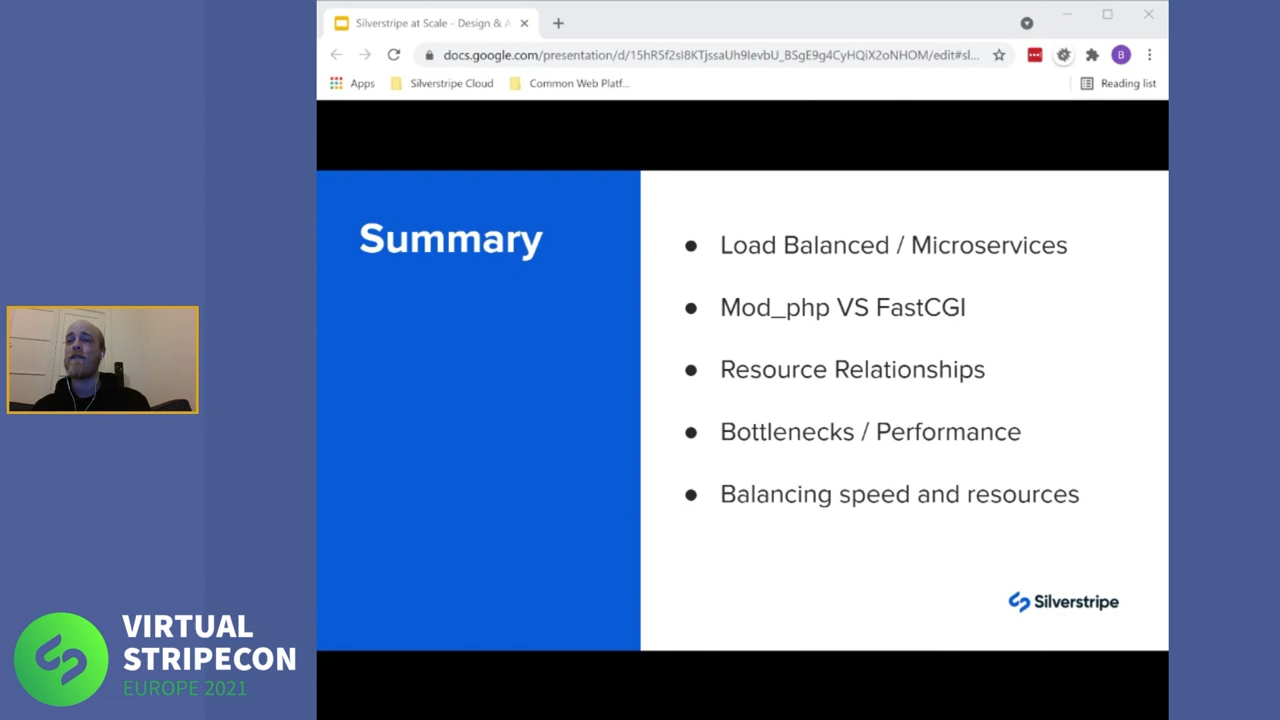 Silverstripe at Scale - Design & A
docs.google.com/presentation/d/15hR5f2sI8KTjssaUh9IevbU_BSgE9g4CyHQiX2oNHOM/edit#sl...
B
Apps
Silverstripe Cloud
Common Web Platf...
Reading list
Summary
● Load Balanced / Microservices
● Mod_php VS FastCGI
● Resource Relationships
● Bottlenecks / Performance
● Balancing speed and resources
Silverstripe
VIRTUAL
STRIPECON
EUROPE 2021